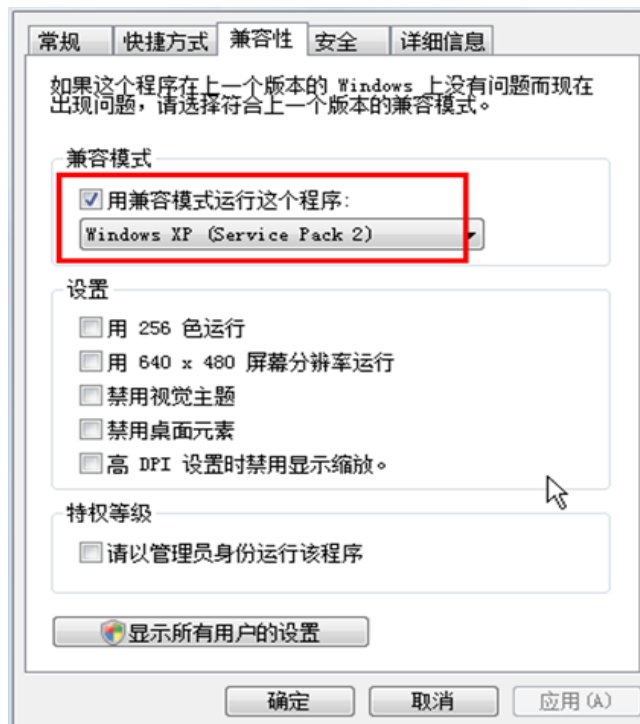 常规 快捷方式 兼容性 安全 详细信息
如果这个程序在上一个版本的 Windows 上没有问题而现在
出现问题，请选择符合上一个版本的兼容模式。
兼容模式
用兼容模式运行这个程序:
Windows XP (Service Pack 2)
设置
用 256 色运行
用 640 x 480 屏幕分辨率运行
禁用视觉主题
禁用桌面元素
高 DPI 设置时禁用显示缩放。
特权等级
请以管理员身份运行该程序
显示所有用户的设置
确定 取消 应用(A)